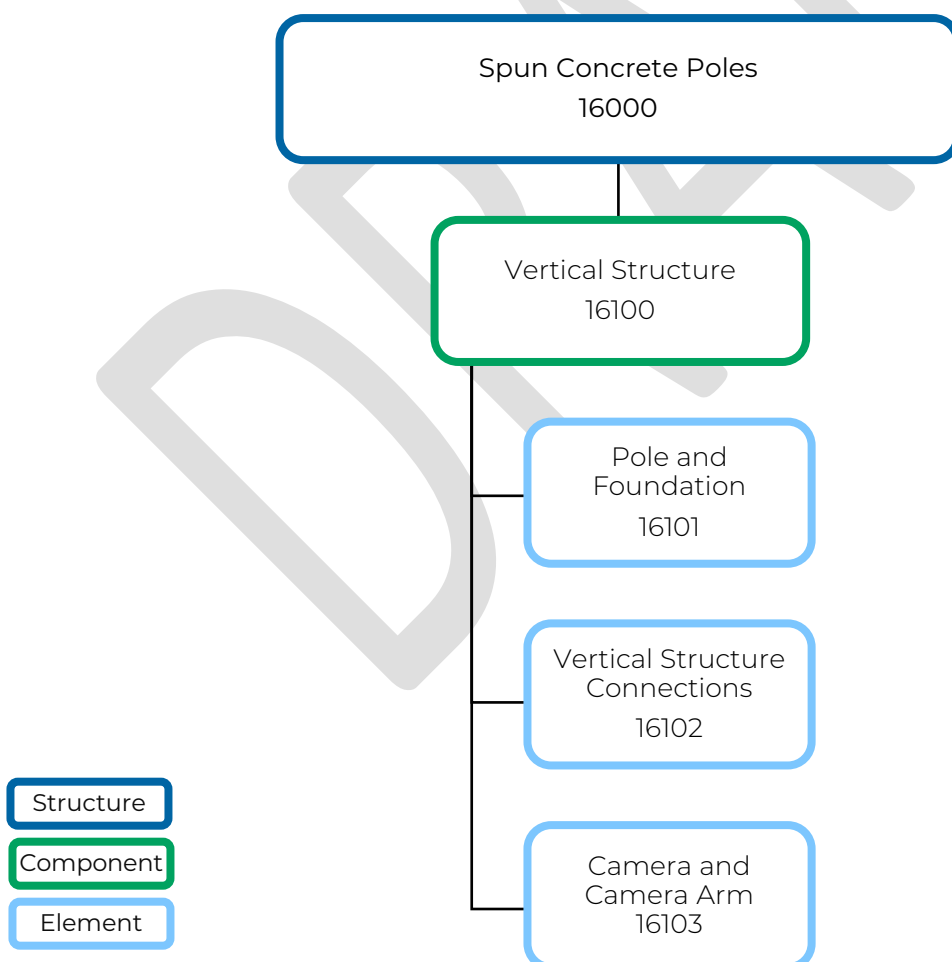 Spun Concrete Poles
16000
Vertical Structure
16100
Pole and
Foundation
16101
Vertical Structure
Connections
16102
Camera and
Camera Arm
16103
Structure
Component
Element